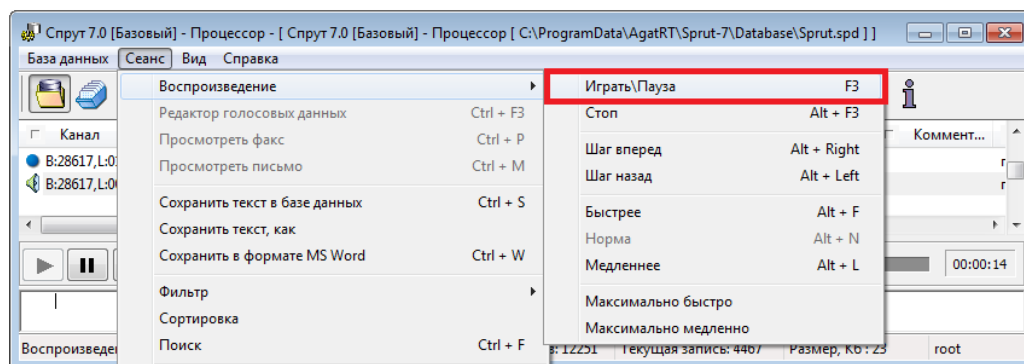 Спрут 7.0 [Базовый] - Процессор - [ Спрут 7.0 [Базовый] - Процессор [ C:\ProgramData\AgatRT\Sprut-7\Database\Sprut.spd ] ]
База данных Сеанс Вид Справка
Воспроизведение
Играть\Пауза F3
Редактор голосовых данных Ctrl + F3
Стоп Alt + F3
Канал
Просмотреть факс Ctrl + P
Коммент...
B:28617,L:0
Просмотреть письмо Ctrl + M
Шаг вперед Alt + Right
B:28617,L:0
Шаг назад Alt + Left
Сохранить текст в базе данных Ctrl + S
Быстрее Alt + F
Сохранить текст, как
Норма Alt + N
Сохранить в формате MS Word Ctrl + W
Медленнее Alt + L
00:00:14
Фильтр
Максимально быстро
Сортировка
Максимально медленно
Поиск Ctrl + F
12251 Текущая запись: 4467 Размер, Кб : 23 root